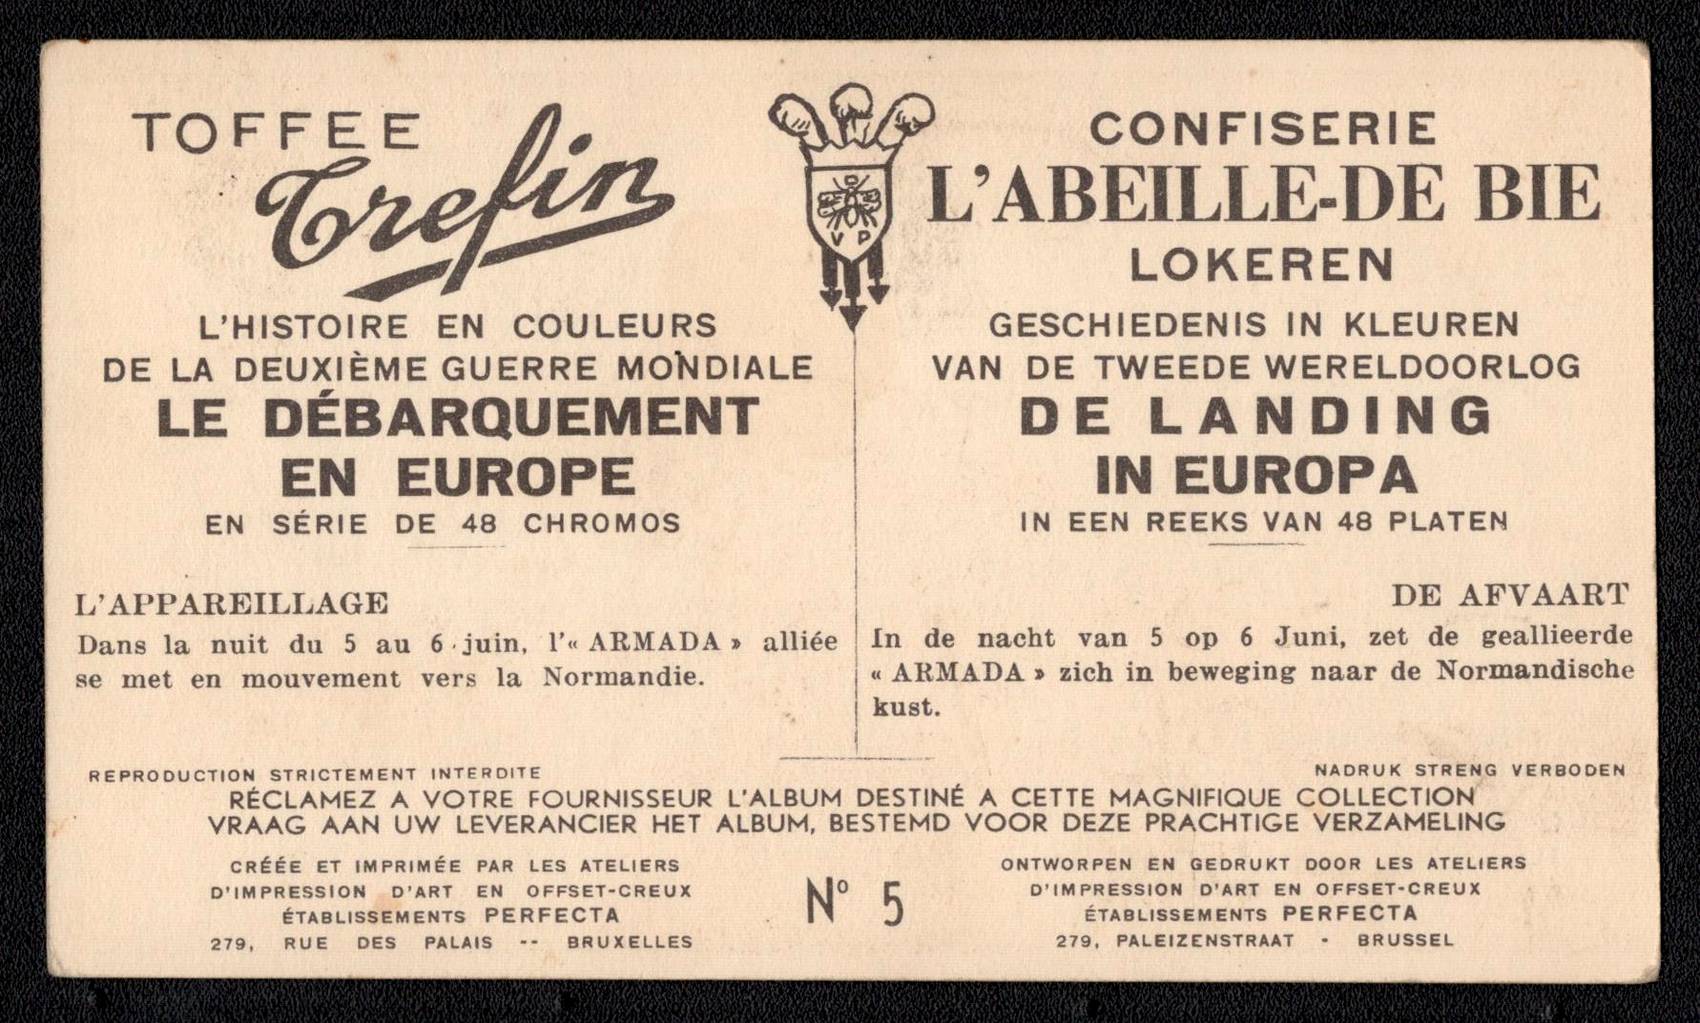 TOFFEE
Trefin
L'HISTOIRE EN COULEURS
DE LA DEUXIÈME GUERRE MONDIALE
LE DÉBARQUEMENT
EN EUROPE
EN SÉRIE DE 48 CHROMOS
L'APPAREILLAGE
Dans la nuit du 5 au 6 juin, l'« ARMADA » alliée
se met en mouvement vers la Normandie.
V P
CONFISERIE
L'ABEILLE-DE BIE
LOKEREN
GESCHIEDENIS IN KLEUREN
VAN DE TWEEDE WERELDOORLOG
DE LANDING
IN EUROPA
IN EEN REEKS VAN 48 PLATEN
DE AFVAART
In de nacht van 5 op 6 Juni, zet de geallieerde
« ARMADA » zich in beweging naar de Normandische
kust.
REPRODUCTION STRICTEMENT INTERDITE
NADRUK STRENG VERBODEN
RÉCLAMEZ A VOTRE FOURNISSEUR L'ALBUM DESTINÉ A CETTE MAGNIFIQUE COLLECTION
VRAAG AAN UW LEVERANCIER HET ALBUM, BESTEMD VOOR DEZE PRACHTIGE VERZAMELING
CRÉÉE ET IMPRIMÉE PAR LES ATELIERS
D'IMPRESSION D'ART EN OFFSET-CREUX
ÉTABLISSEMENTS PERFECTA
279, RUE DES PALAIS -- BRUXELLES
Nº 5
ONTWORPEN EN GEDRUKT DOOR LES ATELIERS
D'IMPRESSION D'ART EN OFFSET-CREUX
ÉTABLISSEMENTS PERFECTA
279, PALEIZENSTRAAT - BRUSSEL